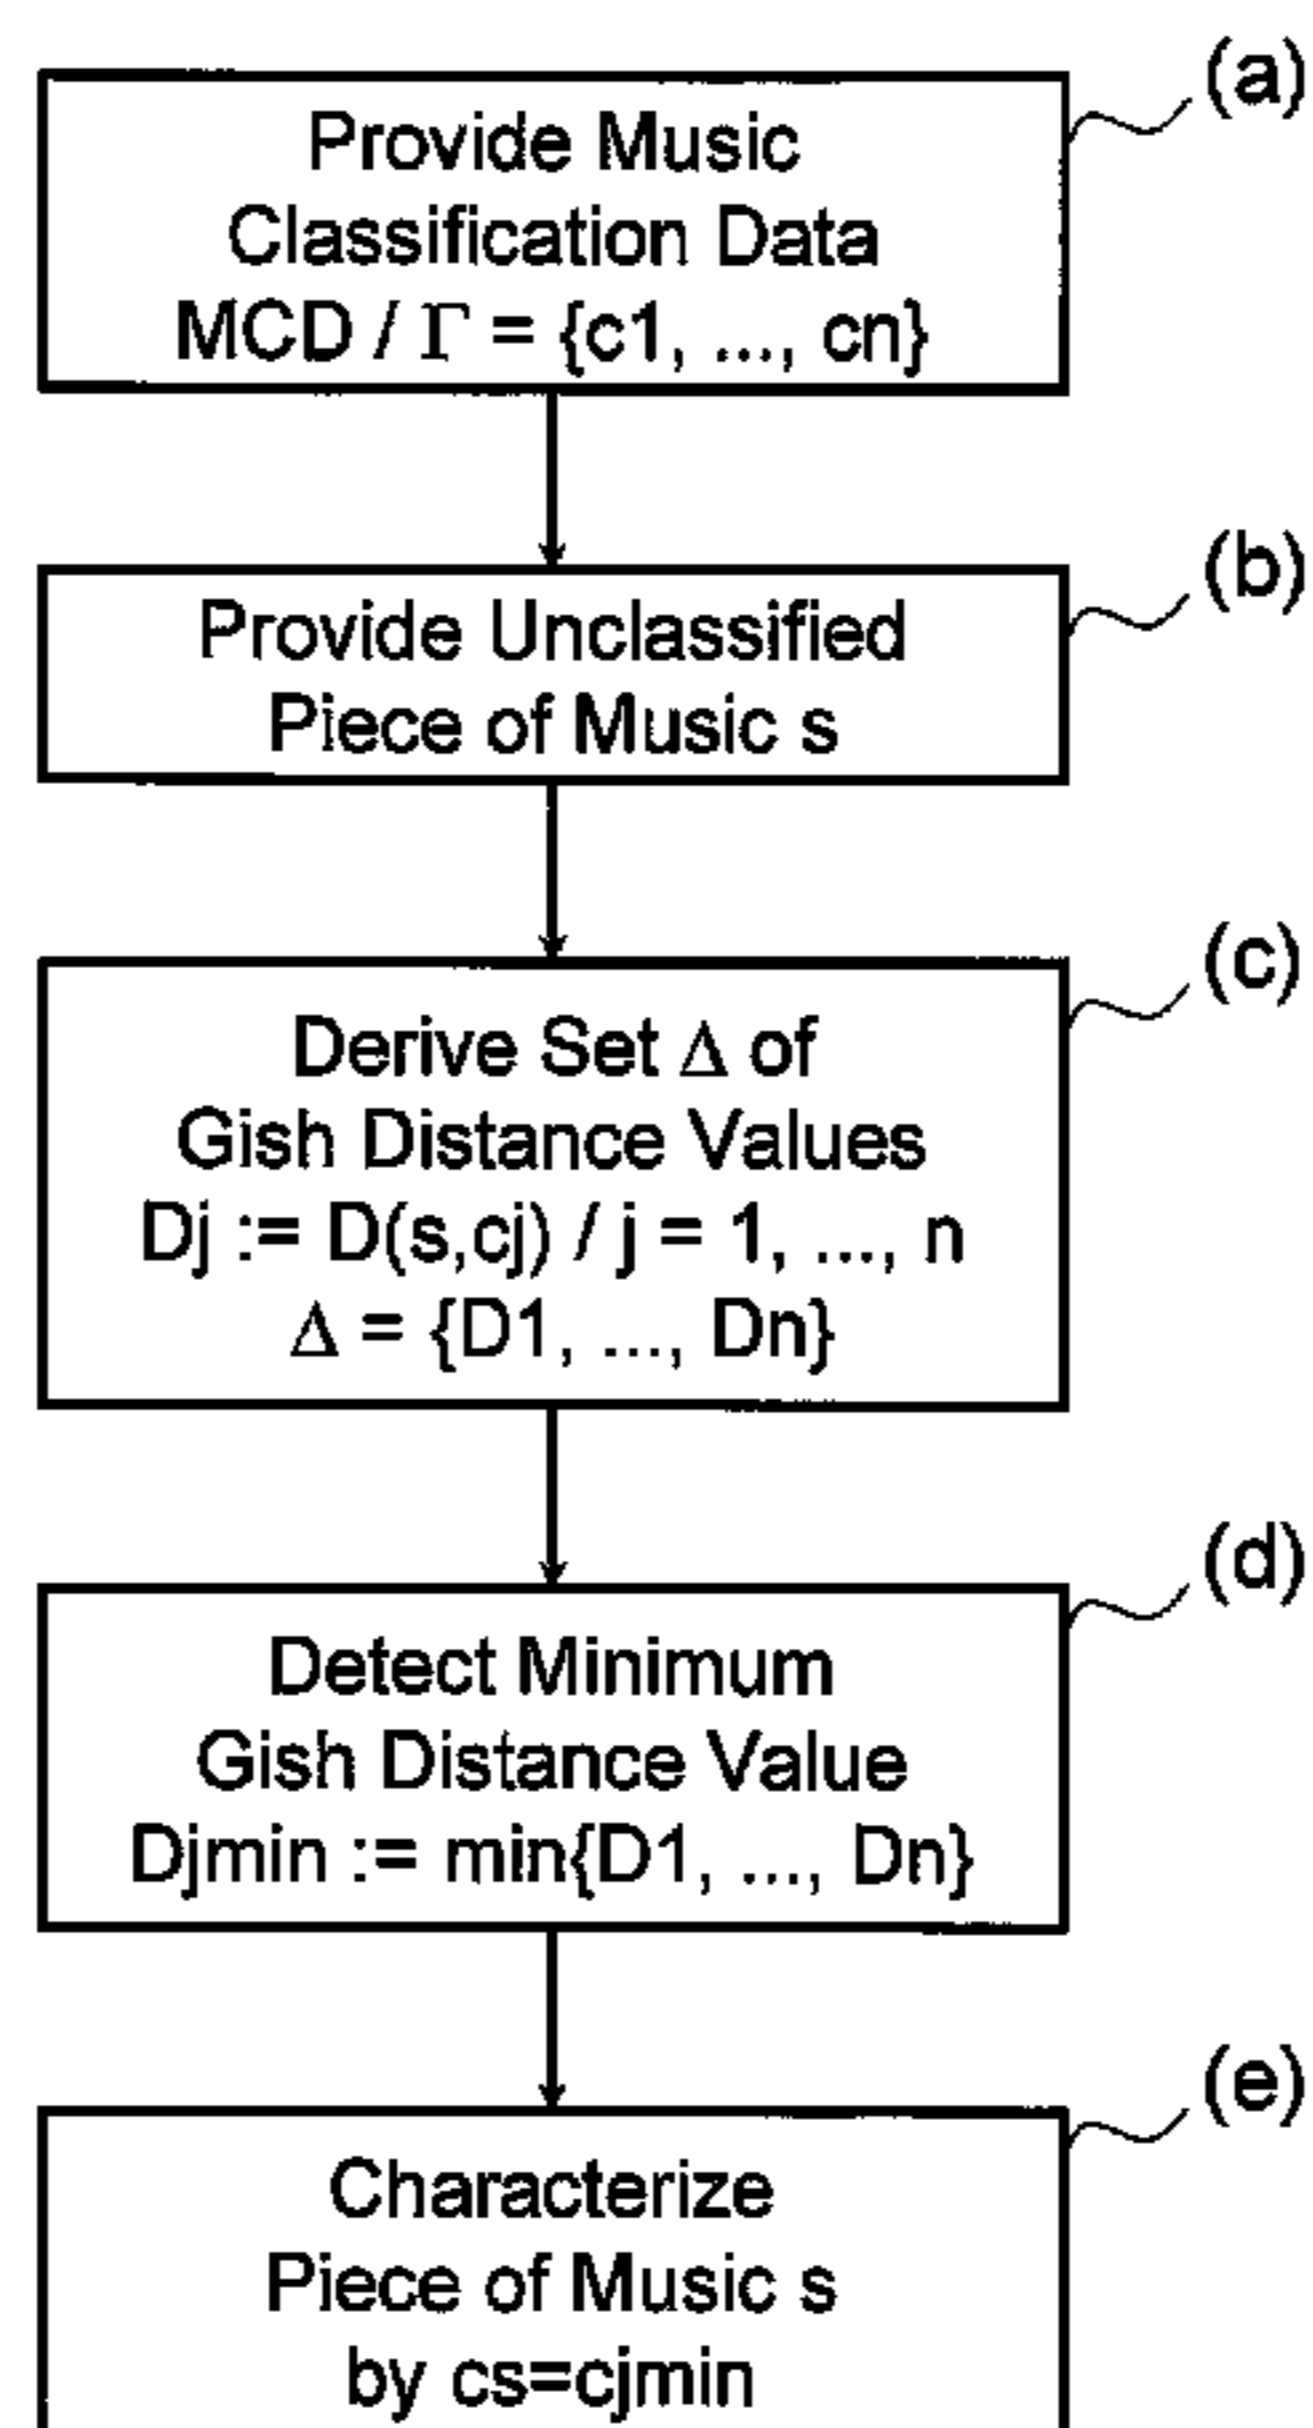 (a)
Provide Music
Classification Data
MCD / Γ = {c1, ..., cn}
(b)
Provide Unclassified
Piece of Music s
(c)
Derive Set Δ of
Gish Distance Values
Dj := D(s,cj) / j = 1, ..., n
Δ = {D1, ..., Dn}
(d)
Detect Minimum
Gish Distance Value
Djmin := min{D1, ..., Dn}
(e)
Characterize
Piece of Music s
by cs=cjmin